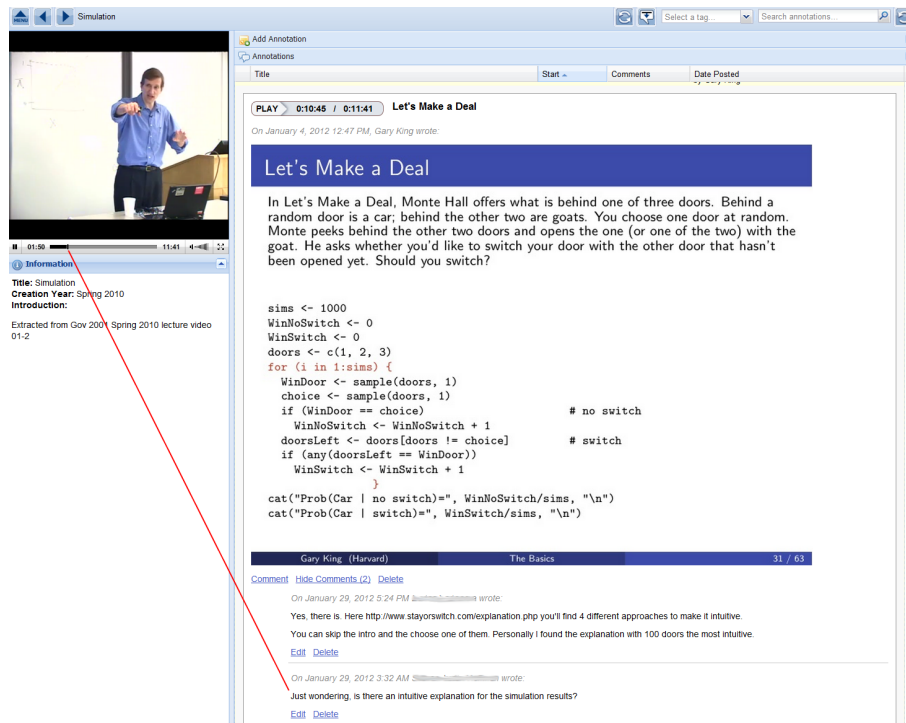 MENU
Simulation
Select a tag...
Search annotations...
Add Annotation
Annotations
Title Start Comments Date Posted
by Gary King
PLAY 0:10:45 / 0:11:41 Let's Make a Deal
On January 4, 2012 12:47 PM, Gary King wrote:
Let's Make a Deal
In Let's Make a Deal, Monte Hall offers what is behind one of three doors. Behind a
random door is a car; behind the other two are goats. You choose one door at random.
Monte peeks behind the other two doors and opens the one (or one of the two) with the
goat. He asks whether you'd like to switch your door with the other door that hasn't
been opened yet. Should you switch?
sims <- 1000
WinNoSwitch <- 0
WinSwitch <- 0
doors <- c(1, 2, 3)
for (i in 1:sims) {
WinDoor <- sample(doors, 1)
choice <- sample(doors, 1)
if (WinDoor == choice) # no switch
WinNoSwitch <- WinNoSwitch + 1
doorsLeft <- doors[doors != choice] # switch
if (any(doorsLeft == WinDoor))
WinSwitch <- WinSwitch + 1
}
cat("Prob(Car | no switch)=", WinNoSwitch/sims, "\n")
cat("Prob(Car | switch)=", WinSwitch/sims, "\n")
Gary King (Harvard) The Basics 31 / 63
Comment Hide Comments (2) Delete
On January 29, 2012 5:24 PM wrote:
Yes, there is. Here http://www.stayorswitch.com/explanation.php you'll find 4 different approaches to make it intuitive.
You can skip the intro and the choose one of them. Personally I found the explanation with 100 doors the most intuitive.
Edit Delete
On January 29, 2012 3:32 AM wrote:
Just wondering, is there an intuitive explanation for the simulation results?
Edit Delete
01:50 11:41
Information
Title: Simulation
Creation Year: Spring 2010
Introduction:
Extracted from Gov 2001 Spring 2010 lecture video
01-2